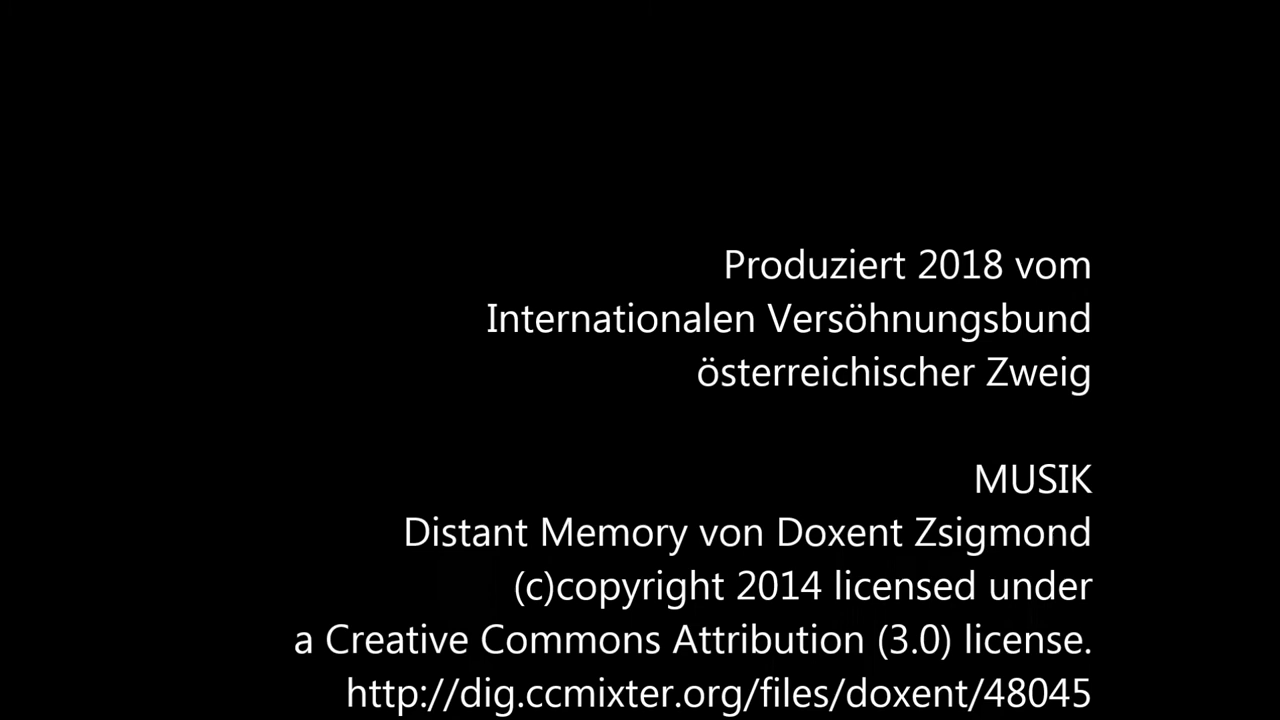 Produziert 2018 vom
Internationalen Versöhnungsbund
österreichischer Zweig
MUSIK
Distant Memory von Doxent Zsigmond
(c)copyright 2014 licensed under
a Creative Commons Attribution (3.0) license.
http://dig.ccmixter.org/files/doxent/48045